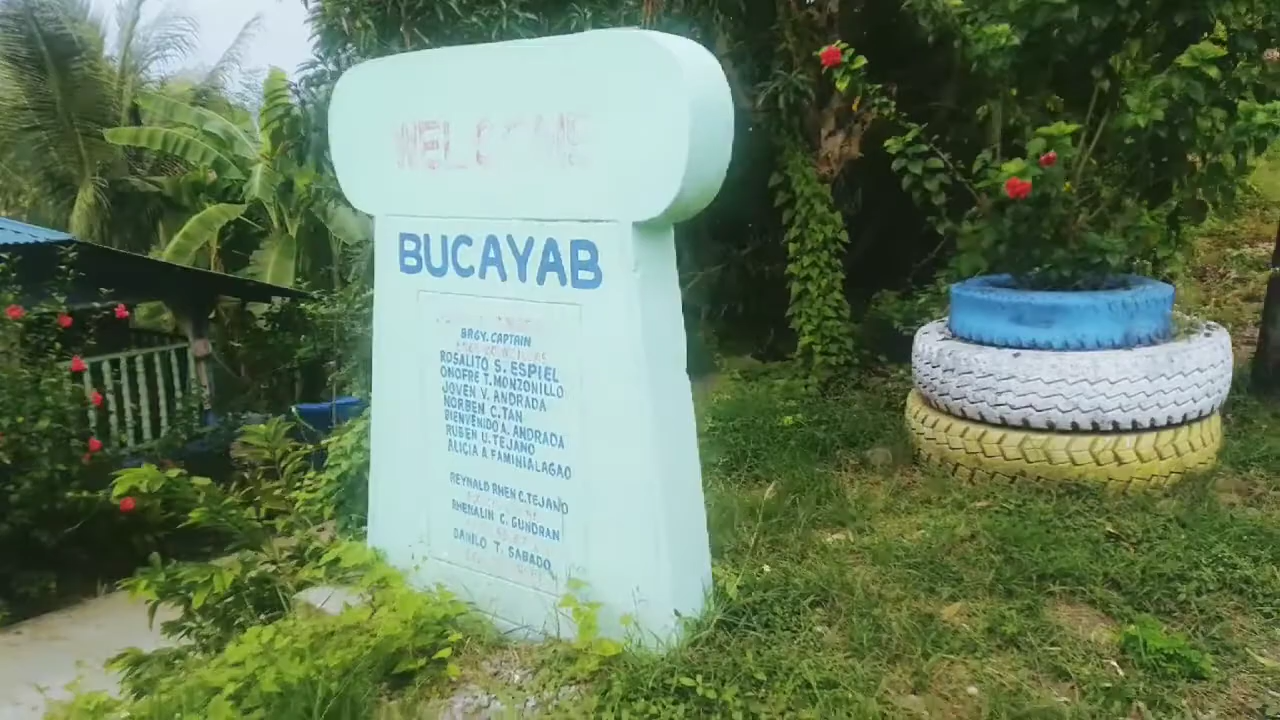 WELCOME
BUCAYAB
BRGY. CAPTAIN
ROSALITO S. ESPIEL
ONOFRE T. MONZONILLO
JOVEN V. ANDRADA
NORBEN C. TAN
BIENVENIDO A. ANDRADA
RUBEN U. TEJANO
ALICIA A FAMINIALAGAO
REYNALD RHEN C. TEJANO
RHENALIN C. GUNDRAN
DANILO T. SABADO